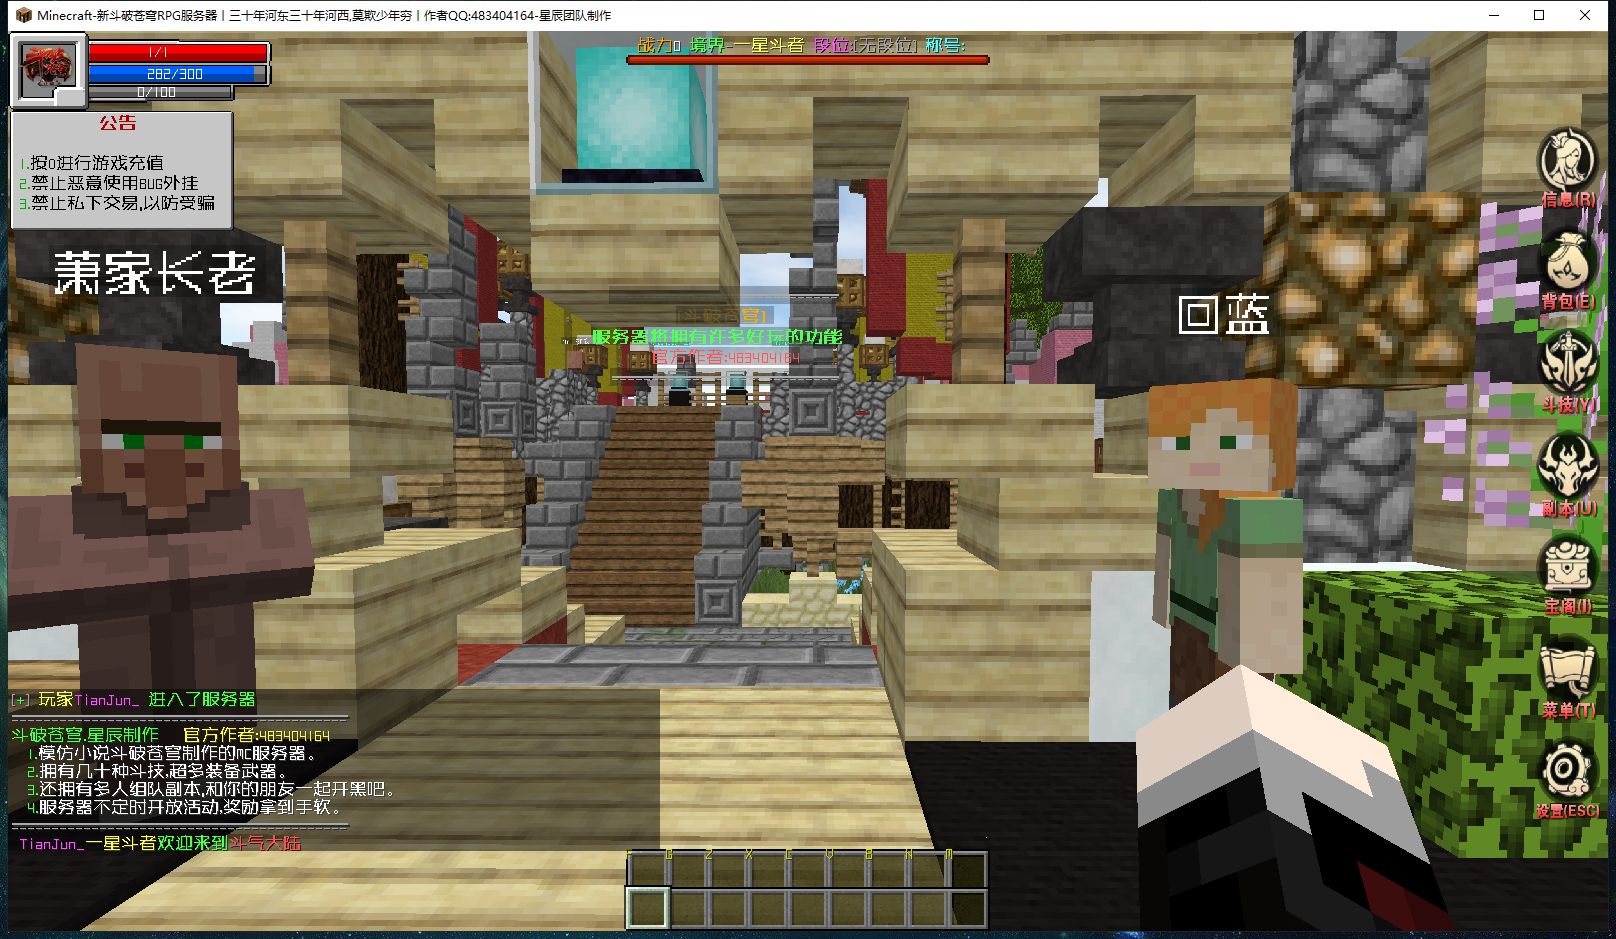 Minecraft-新斗破苍穹RPG服务器丨三十年河东三十年河西,莫欺少年穷丨作者QQ:483404164-星辰团队制作
战力0 境界-一星斗者 段位:[无段位] 称号:
1/1
282/300
0/100
公告
1.按O进行游戏充值
2.禁止恶意使用BUG外挂
3.禁止私下交易,以防受骗
萧家长老
回蓝
[斗破苍穹]
服务器将拥有许多好玩的功能
官方作者:483404164
信息(R)
背包(E)
斗技(Y)
副本(U)
宝阁(I)
菜单(T)
设置(ESC)
[+] 玩家TianJun_ 进入了服务器
斗破苍穹.星辰制作 官方作者:483404164
1.模仿小说斗破苍穹制作的MC服务器。
2.拥有几十种斗技,超多装备武器。
3.还拥有多人组队副本,和你的朋友一起开黑吧。
4.服务器不定时开放活动,奖励拿到手软。
TianJun_一星斗者欢迎来到斗气大陆
F G Z X C V B N M